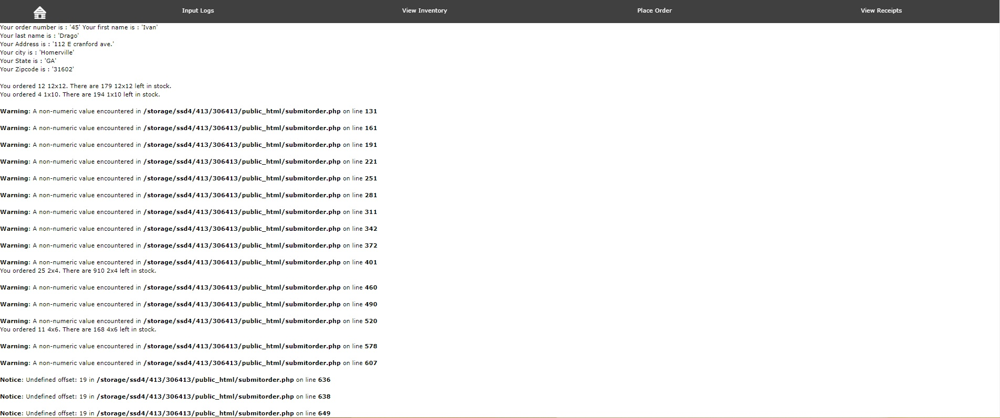 Input Logs View Inventory Place Order View Receipts
Your order number is : '45' Your first name is : 'Ivan'
Your last name is : 'Drago'
Your Address is : '112 E cranford ave.'
Your city is : 'Homerville'
Your State is : 'GA'
Your Zipcode is : '31602'
You ordered 12 12x12. There are 179 12x12 left in stock.
You ordered 4 1x10. There are 194 1x10 left in stock.
Warning: A non-numeric value encountered in /storage/ssd4/413/306413/public_html/submitorder.php on line 131
Warning: A non-numeric value encountered in /storage/ssd4/413/306413/public_html/submitorder.php on line 161
Warning: A non-numeric value encountered in /storage/ssd4/413/306413/public_html/submitorder.php on line 191
Warning: A non-numeric value encountered in /storage/ssd4/413/306413/public_html/submitorder.php on line 221
Warning: A non-numeric value encountered in /storage/ssd4/413/306413/public_html/submitorder.php on line 251
Warning: A non-numeric value encountered in /storage/ssd4/413/306413/public_html/submitorder.php on line 281
Warning: A non-numeric value encountered in /storage/ssd4/413/306413/public_html/submitorder.php on line 311
Warning: A non-numeric value encountered in /storage/ssd4/413/306413/public_html/submitorder.php on line 342
Warning: A non-numeric value encountered in /storage/ssd4/413/306413/public_html/submitorder.php on line 372
Warning: A non-numeric value encountered in /storage/ssd4/413/306413/public_html/submitorder.php on line 401
You ordered 25 2x4. There are 910 2x4 left in stock.
Warning: A non-numeric value encountered in /storage/ssd4/413/306413/public_html/submitorder.php on line 460
Warning: A non-numeric value encountered in /storage/ssd4/413/306413/public_html/submitorder.php on line 490
Warning: A non-numeric value encountered in /storage/ssd4/413/306413/public_html/submitorder.php on line 520
You ordered 11 4x6. There are 168 4x6 left in stock.
Warning: A non-numeric value encountered in /storage/ssd4/413/306413/public_html/submitorder.php on line 578
Warning: A non-numeric value encountered in /storage/ssd4/413/306413/public_html/submitorder.php on line 607
Notice: Undefined offset: 19 in /storage/ssd4/413/306413/public_html/submitorder.php on line 636
Notice: Undefined offset: 19 in /storage/ssd4/413/306413/public_html/submitorder.php on line 638
Notice: Undefined offset: 19 in /storage/ssd4/413/306413/public_html/submitorder.php on line 649